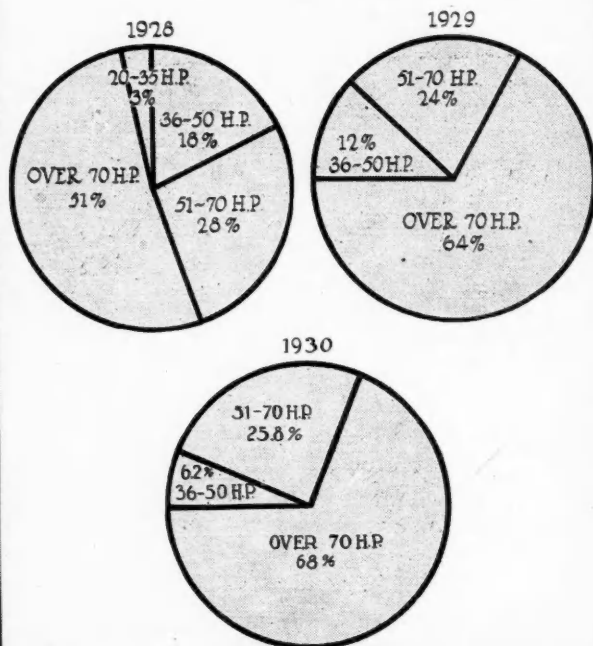 1928
20-35 H.P.
3%
36-50 H.P.
18%
OVER 70 H.P.
51%
51-70 H.P.
28%
1929
51-70 H.P.
24%
12%
36-50 H.P.
OVER 70 H.P.
64%
1930
51-70 H.P.
25.8%
6.2%
36-50 H.P.
OVER 70 H.P.
68%